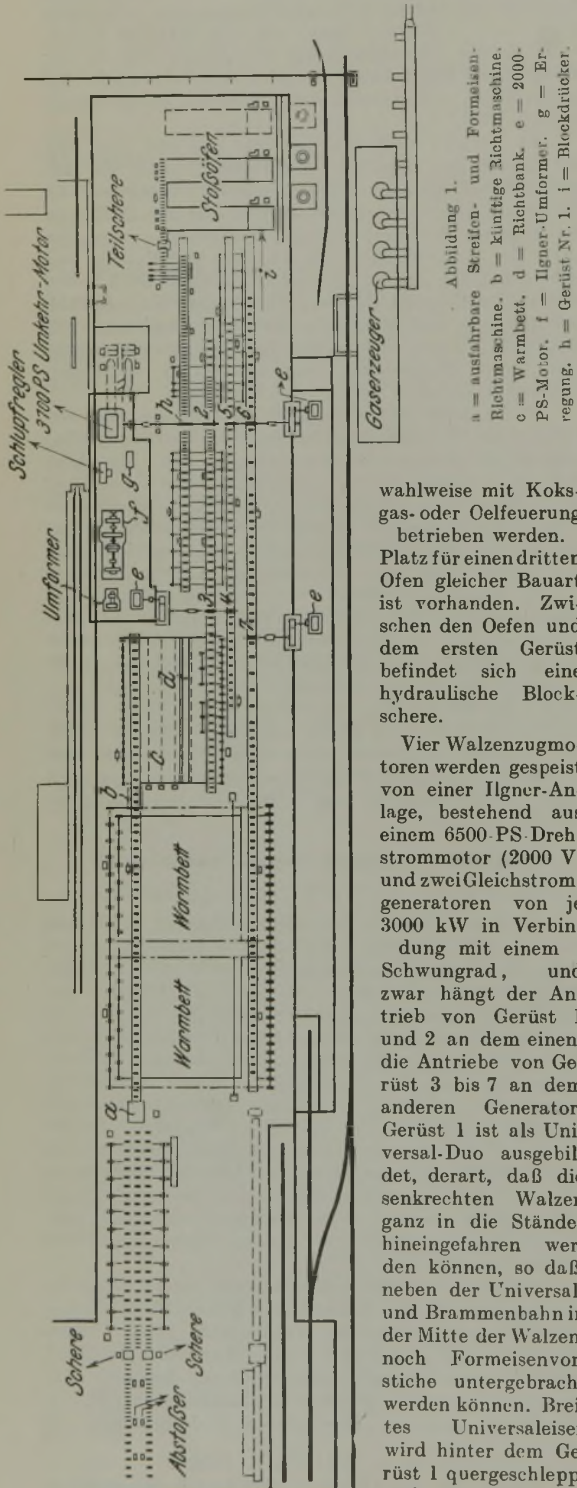 Schlupfregler
3700 PS Umkehr-Motor
Umformer
Teilschere
Stoßöfen
Gaserzeuger
Warmbett
Warmbett
Schere
Schere
Abstoßer
a
b
c
d
e
e
e
f
g
h
i
2
3
4
5
6
7
Abbildung 1.
a = ausfahrbare Streifen- und Formeisen-
Richtmaschine. b = künftige Richtmaschine.
c = Warmbett. d = Richtbank. e = 2000-
PS-Motor. f = Ilgner-Umformer. g = Er-
regung. h = Gerüst Nr. 1. i = Blockdrücker.
wahlweise mit Koks-
gas- oder Oelfeuerung
betrieben werden.
Platz für einen dritten
Ofen gleicher Bauart
ist vorhanden. Zwi-
schen den Oefen und
dem ersten Gerüst
befindet sich eine
hydraulische Block-
schere.
Vier Walzenzugmo
toren werden gespeist
von einer Ilgner-An
lage, bestehend aus
einem 6500-PS-Dreh
strommotor (2000 V)
und zwei Gleichstrom
generatoren von je
3000 kW in Verbin
dung mit einem
Schwungrad, und
zwar hängt der An
trieb von Gerüst 1
und 2 an dem einen
die Antriebe von Ge
rüst 3 bis 7 an dem
anderen Generator
Gerüst 1 ist als Uni
versal-Duo ausgebil
det, derart, daß die
senkrechten Walzen
ganz in die Ständer
hineingefahren wer
den können, so daß
neben der Universal
und Brammenbahn in
der Mitte der Walzen
noch Formeisenvor
stiche untergebracht
werden können. Brei
tes Universaleisen
wird hinter dem Ge
rüst 1 quergeschlepp